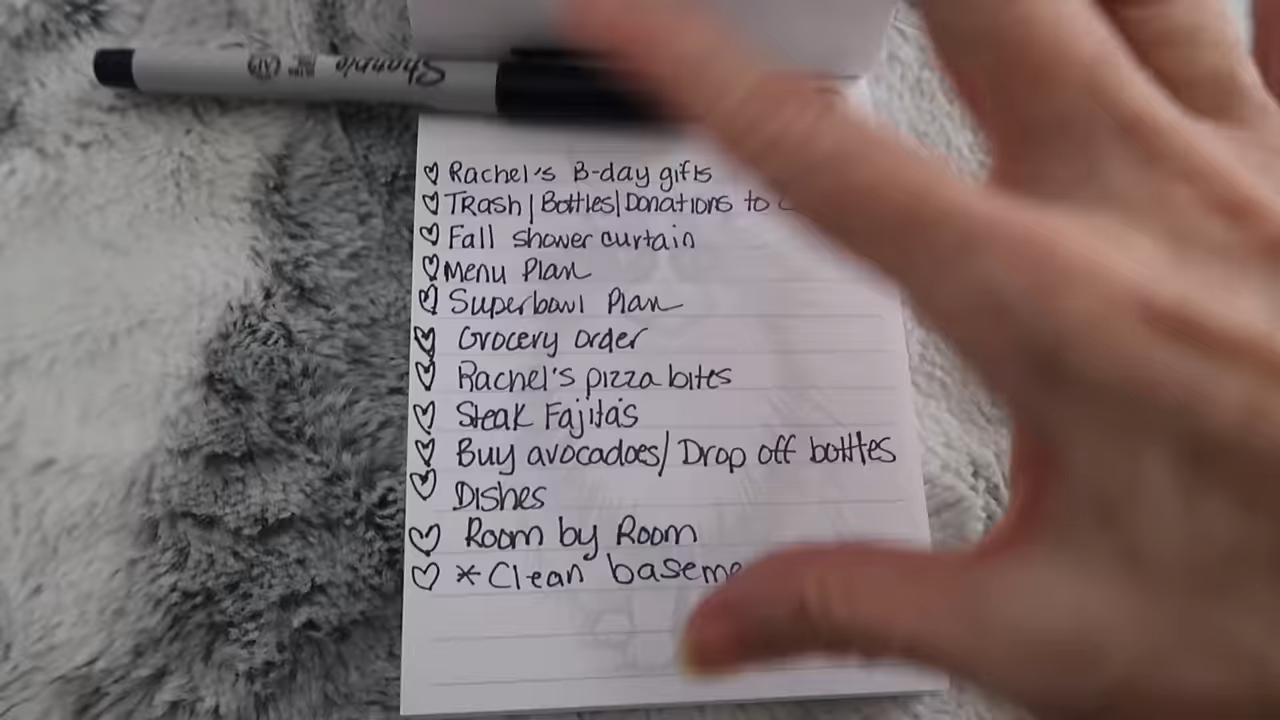 Sharpie
Rachel's B-day gifts
Trash/Bottles/Donations to
Fall shower curtain
Menu Plan
Superbowl Plan
Grocery order
Rachel's pizza bites
Steak Fajitas
Buy avocadoes/Drop off bottles
Dishes
Room by Room
*Clean